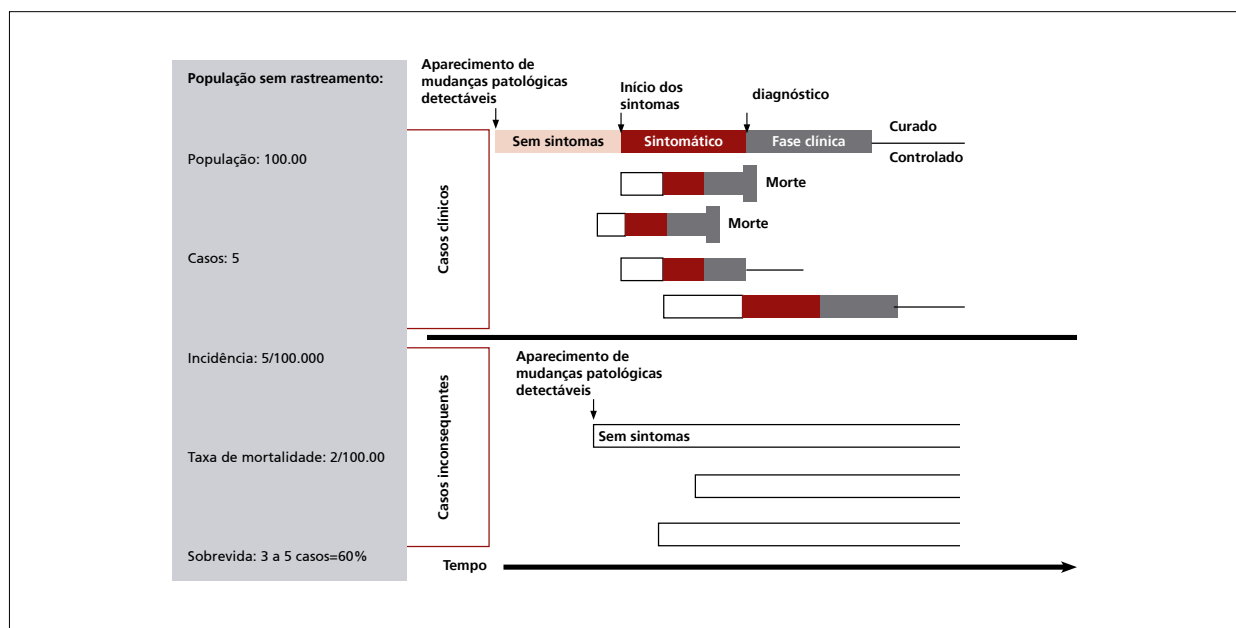 População sem rastreamento:
População: 100.00
Casos: 5
Incidência: 5/100.000
Taxa de mortalidade: 2/100.00
Sobrevida: 3 a 5 casos=60%
Casos clínicos
Aparecimento de
mudanças patológicas
detectáveis
Início dos
sintomas
diagnóstico
Sem sintomas
Sintomático
Fase clínica
Curado
Controlado
Morte
Morte
Casos inconsequentes
Aparecimento de
mudanças patológicas
detectáveis
Sem sintomas
Tempo